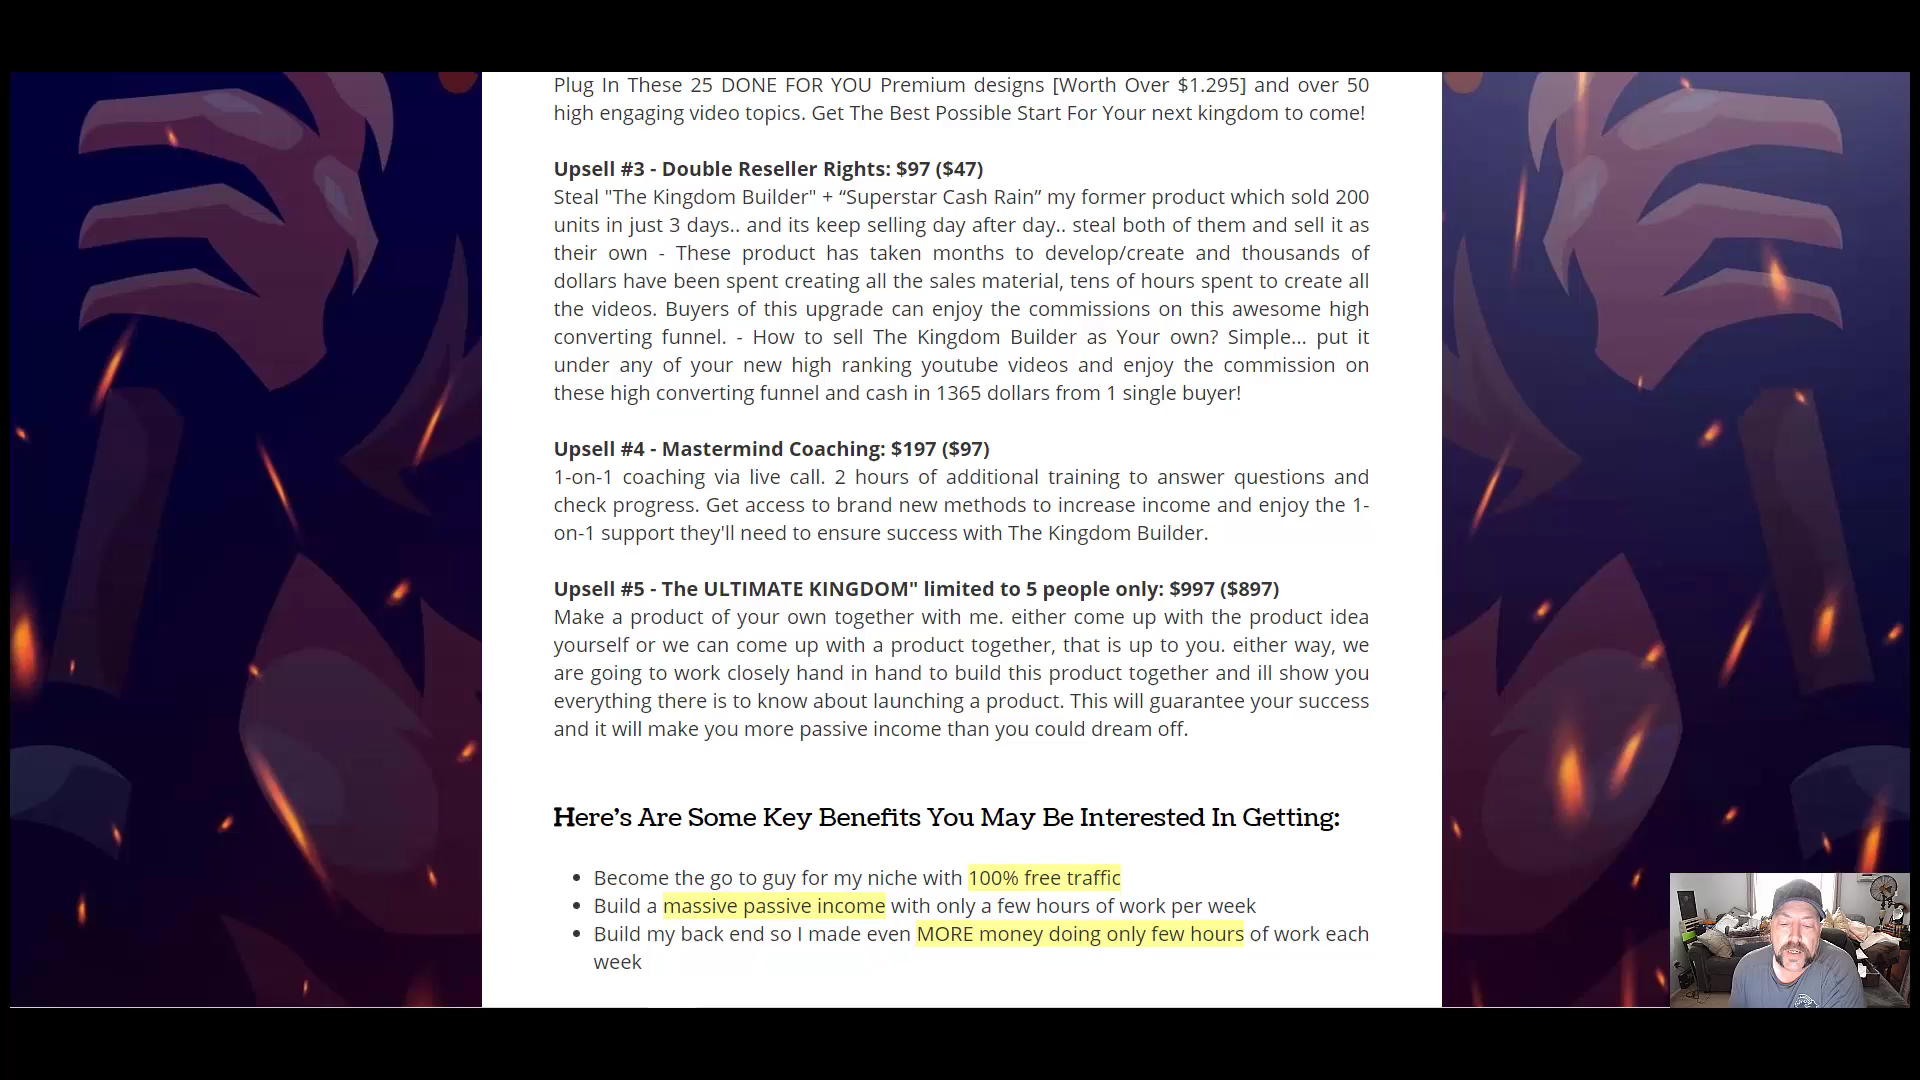 Plug In These 25 DONE FOR YOU Premium designs [Worth Over $1.295] and over 50
high engaging video topics. Get The Best Possible Start For Your next kingdom to come!
Upsell #3 - Double Reseller Rights: $97 ($47)
Steal "The Kingdom Builder" + “Superstar Cash Rain” my former product which sold 200
units in just 3 days.. and its keep selling day after day.. steal both of them and sell it as
their own - These product has taken months to develop/create and thousands of
dollars have been spent creating all the sales material, tens of hours spent to create all
the videos. Buyers of this upgrade can enjoy the commissions on this awesome high
converting funnel. - How to sell The Kingdom Builder as Your own? Simple... put it
under any of your new high ranking youtube videos and enjoy the commission on
these high converting funnel and cash in 1365 dollars from 1 single buyer!
Upsell #4 - Mastermind Coaching: $197 ($97)
1-on-1 coaching via live call. 2 hours of additional training to answer questions and
check progress. Get access to brand new methods to increase income and enjoy the 1-
on-1 support they'll need to ensure success with The Kingdom Builder.
Upsell #5 - The ULTIMATE KINGDOM" limited to 5 people only: $997 ($897)
Make a product of your own together with me. either come up with the product idea
yourself or we can come up with a product together, that is up to you. either way, we
are going to work closely hand in hand to build this product together and ill show you
everything there is to know about launching a product. This will guarantee your success
and it will make you more passive income than you could dream off.
Here’s Are Some Key Benefits You May Be Interested In Getting:
• Become the go to guy for my niche with 100% free traffic
• Build a massive passive income with only a few hours of work per week
• Build my back end so I made even MORE money doing only few hours of work each
week